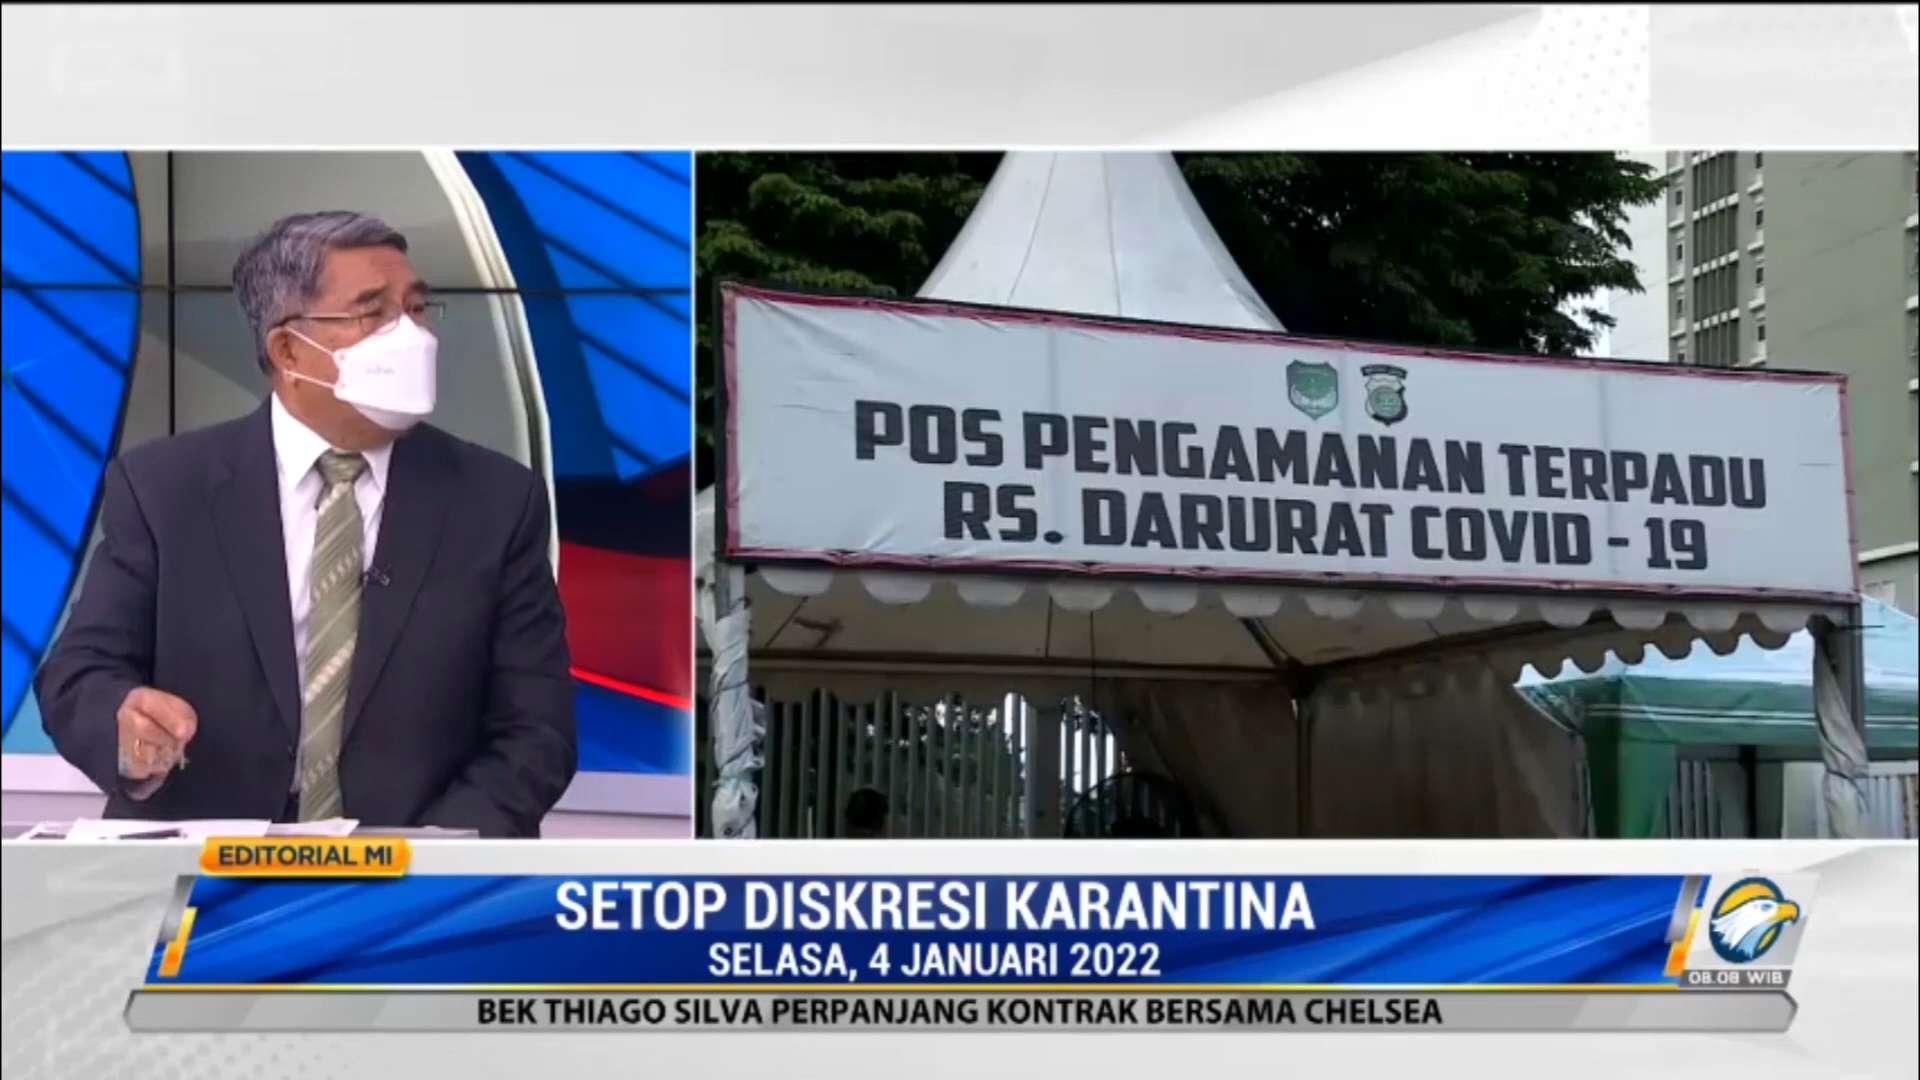 POS PENGAMANAN TERPADU
RS. DARURAT COVID - 19
EDITORIAL MI
SETOP DISKRESI KARANTINA
SELASA, 4 JANUARI 2022
08.08 WIB
BEK THIAGO SILVA PERPANJANG KONTRAK BERSAMA CHELSEA